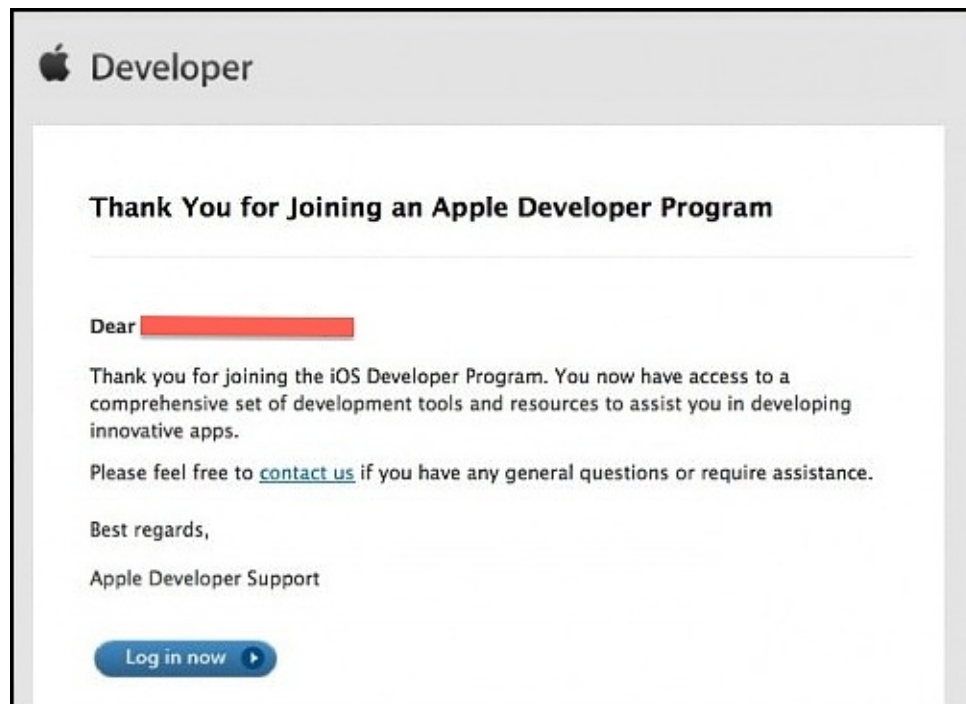 Developer
Thank You for Joining an Apple Developer Program
Dear
Thank you for joining the iOS Developer Program. You now have access to a
comprehensive set of development tools and resources to assist you in developing
innovative apps.
Please feel free to contact us if you have any general questions or require assistance.
Best regards,
Apple Developer Support
Log in now